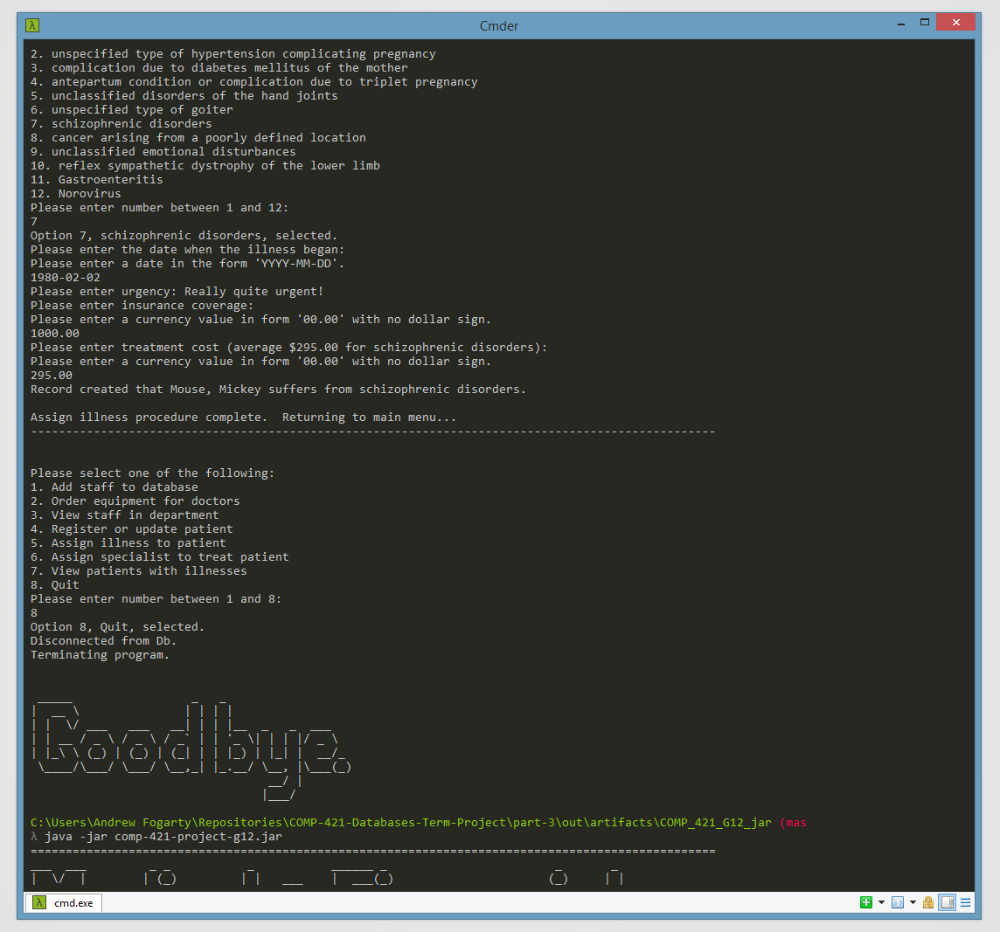 λ Cmder
2. unspecified type of hypertension complicating pregnancy
3. complication due to diabetes mellitus of the mother
4. antepartum condition or complication due to triplet pregnancy
5. unclassified disorders of the hand joints
6. unspecified type of goiter
7. schizophrenic disorders
8. cancer arising from a poorly defined location
9. unclassified emotional disturbances
10. reflex sympathetic dystrophy of the lower limb
11. Gastroenteritis
12. Norovirus
Please enter number between 1 and 12:
7
Option 7, schizophrenic disorders, selected.
Please enter the date when the illness began:
Please enter a date in the form 'YYYY-MM-DD'.
1980-02-02
Please enter urgency: Really quite urgent!
Please enter insurance coverage:
Please enter a currency value in form '00.00' with no dollar sign.
1000.00
Please enter treatment cost (average $295.00 for schizophrenic disorders):
Please enter a currency value in form '00.00' with no dollar sign.
295.00
Record created that Mouse, Mickey suffers from schizophrenic disorders.
Assign illness procedure complete.  Returning to main menu...
--------------------------------------------------------------------------------------------------
Please select one of the following:
1. Add staff to database
2. Order equipment for doctors
3. View staff in department
4. Register or update patient
5. Assign illness to patient
6. Assign specialist to treat patient
7. View patients with illnesses
8. Quit
Please enter number between 1 and 8:
8
Option 8, Quit, selected.
Disconnected from Db.
Terminating program.
Goodbye.
C:\Users\Andrew Fogarty\Repositories\COMP-421-Databases-Term-Project\part-3\out\artifacts\COMP_421_G12_jar (mas
λ java -jar comp-421-project-g12.jar
==================================================================================================
λ cmd.exe